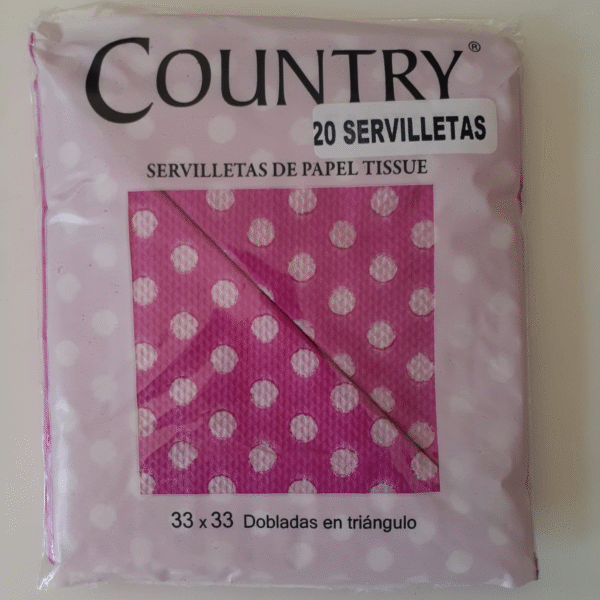 COUNTRY®
20 SERVILLETAS
SERVILLETAS DE PAPEL TISSUE
33 x 33 Dobladas en triángulo